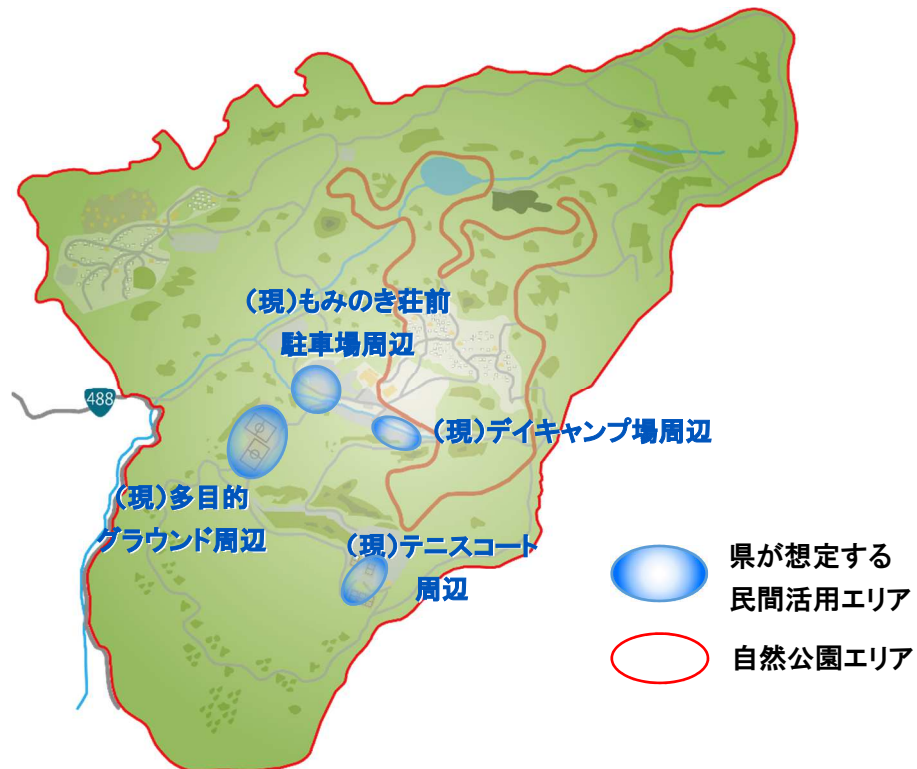 （現）もみのき荘前
駐車場周辺
488
（現）デイキャンプ場周辺
（現）多目的
グラウンド周辺
（現）テニスコート
周辺
県が想定する
民間活用エリア
自然公園エリア